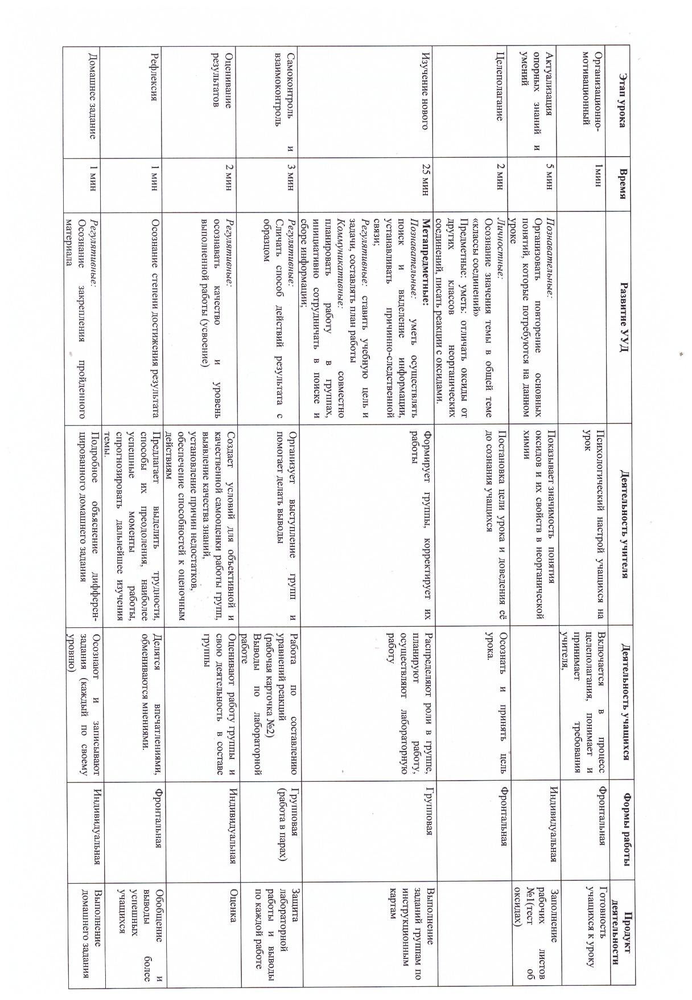 Этап урока
Время
Развитие УУД
Деятельность учителя
Деятельность учащихся
Формы работы
Продукт
деятельности
Организационно-
мотивационный
1мин
Психологический настрой учащихся на
урок
Включается в процесс
целеполагания, понимает и
принимает требования
учителя,
Фронтальная
Готовность
учащихся к уроку
Актуализация
опорных знаний и
умений
5 мин
Познавательные:
Организовать повторение основных
понятий, которые потребуются на данном
уроке
Показывает значимость понятия
оксидов и их свойств в неорганической
химии
Индивидуальная
Заполнение
рабочих листов
№1(тест об
оксидах)
Целеполагание
2 мин
Личностные:
Осознание значения темы в общей теме
«классы соединений»
Предметные: уметь: отличать оксиды от
других классов неорганических
соединений, писать реакции с оксидами.
Постановка цели урока и доведения её
до сознания учащихся
Осознать и принять цель
урока.
Фронтальная
Изучение нового
25 мин
Метапредметные:
Познавательные: уметь осуществлять
поиск и выделение информации,
устанавливать причинно-следственной
связи;
Регулятивные: ставить учебную цель и
задачи, составлять план работы
Коммуникативные: совместно
планировать работу в группах,
инициативно сотрудничать в поиске и
сборе информации;
Формирует группы, корректирует их
работы
Распределяют роли в группе,
планируют работу,
осуществляют лабораторную
работу
Групповая
Выполнение
заданий группам по
инструкционным
картам
Самоконтроль и
взаимоконтроль
3 мин
Регулятивные:
Сличать способ действий результата с
образцом
Организует выступление групп и
помогает делать выводы
Работа по составлению
уравнений реакций
(рабочая карточка №2)
Выводы по лабораторной
работе
Групповая
(работа в парах)
Защита
лабораторной
работы и выводы
по каждой работе
Оценивание
результатов
2 мин
Регулятивные:
осознавать качество и уровень
выполненной работы (усвоение)
Создает условий для объективной и
качественной самооценки работы групп,
выявление качества знаний,
установление причин недостатков,
обеспечение способностей к оценочным
действиям
Оценивают работу группы и
свою деятельность в составе
группы
Индивидуальная
Оценка
Рефлексия
1 мин
Осознание степени достижения результата
Предлагает выделить трудности,
способы их преодоления, наиболее
успешные моменты работы,
спрогнозировать дальнейшее изучения
темы.
Делятся впечатлениями,
обмениваются мнениями.
Фронтальная
Обобщение и
выводы более
успешных
учащихся
Домашнее задание
1 мин
Регулятивные:
Осознание закрепления пройденного
материала
Подробное объяснение дифферен-
цированного домашнего задания
Осознают и записывают
задания (каждый по своему
уровню)
Индивидуальная
Выполнение
домашнего задания